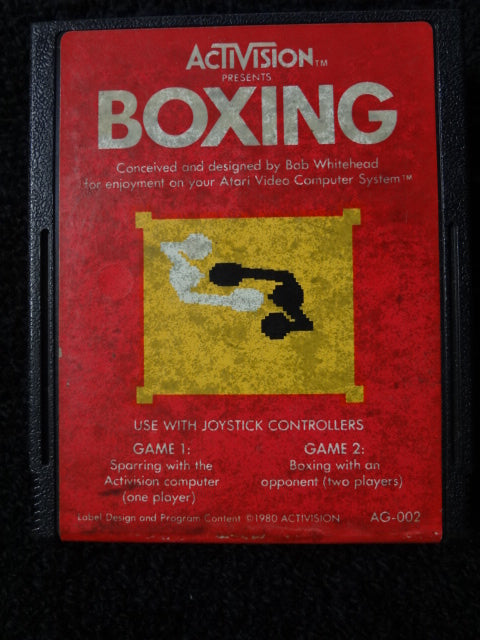 ACTIVISION™
PRESENTS
BOXING
Conceived and designed by Bob Whitehead
for enjoyment on your Atari Video Computer System™
USE WITH JOYSTICK CONTROLLERS
GAME 1:
Sparring with the
Activision computer
(one player)
GAME 2:
Boxing with an
opponent (two players)
Label Design and Program Content ©1980 ACTIVISION
AG-002